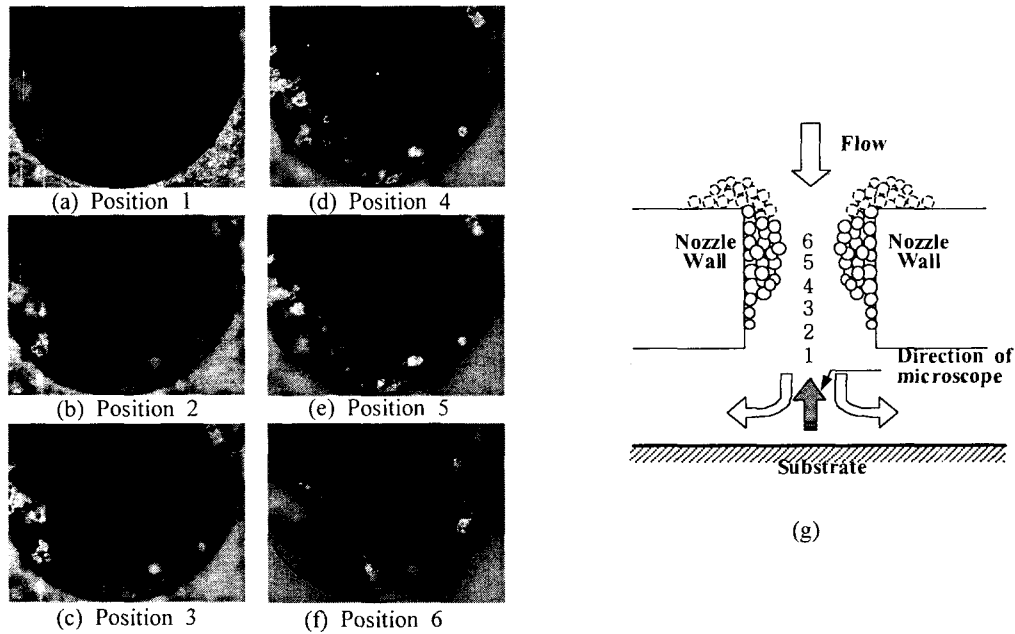 (a) Position 1
(d) Position 4
(b) Position 2
(e) Position 5
(c) Position 3
(f) Position 6
Flow
Nozzle
Wall
6
5
4
3
2
1
Nozzle
Wall
Direction of
microscope
Substrate
(g)